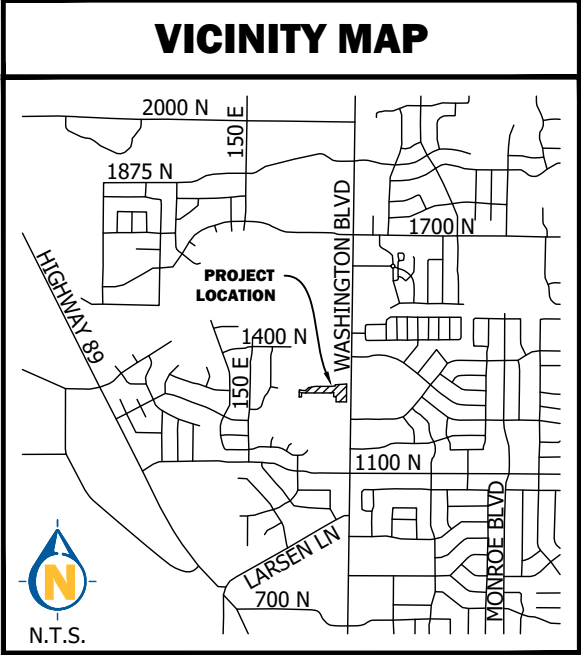 VICINITY MAP
2000 N
150 E
1875 N
WASHINGTON BLVD
1700 N
HIGHWAY 89
PROJECT
LOCATION
1400 N
150 E
1100 N
MONROE BLVD
LARSEN LN
700 N
N
N.T.S.